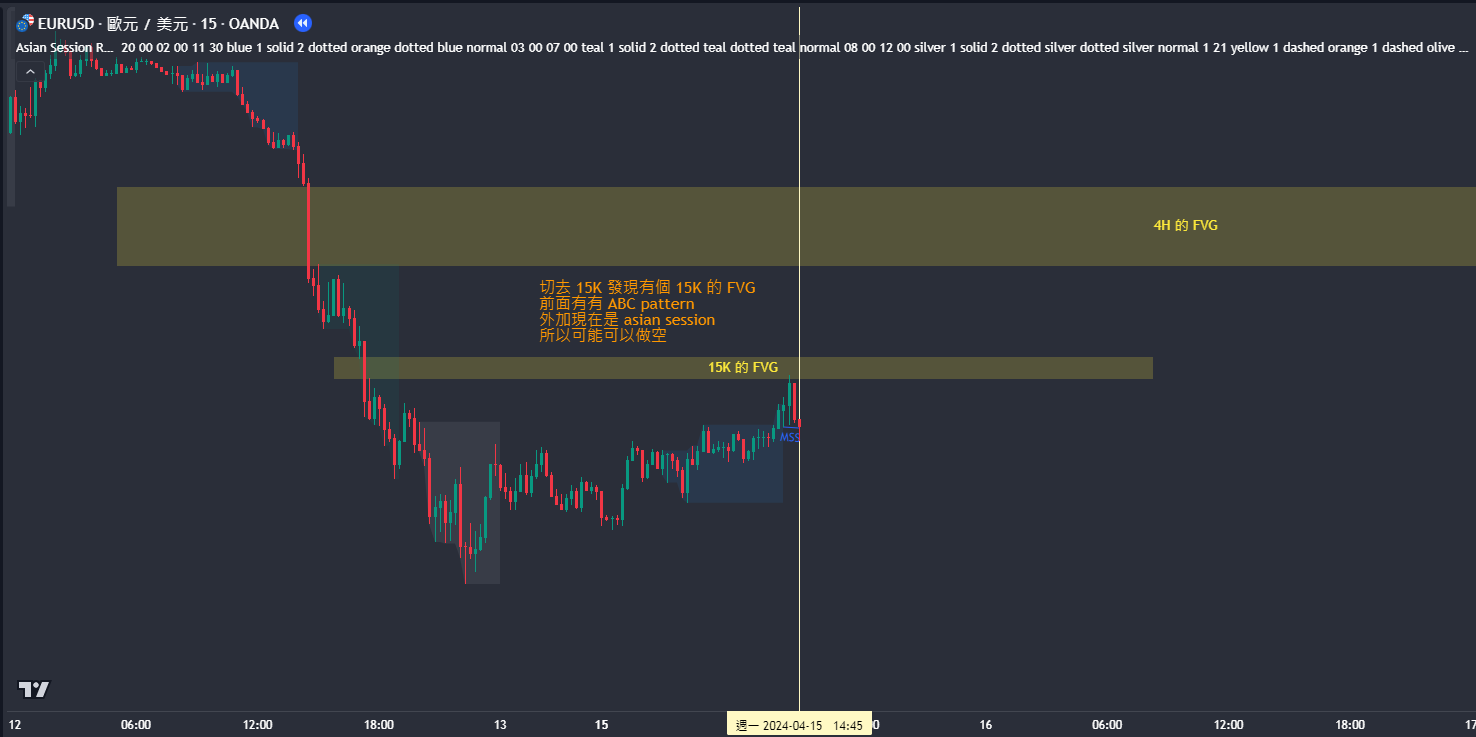 EURUSD · 歐元 / 美元 · 15 · OANDA
Asian Session R... 20 00 02 00 11 30 blue 1 solid 2 dotted orange dotted blue normal 03 00 07 00 teal 1 solid 2 dotted teal dotted teal normal 08 00 12 00 silver 1 solid 2 dotted silver dotted silver normal 1 21 yellow 1 dashed orange 1 dashed olive ...
4H 的 FVG
切去 15K 發現有個 15K 的 FVG
前面有有 ABC pattern
外加現在是 asian session
所以可能可以做空
15K 的 FVG
MSS
12 06:00 12:00 18:00 13 15 週一 2024-04-15 14:45 16 06:00 12:00 18:00 17